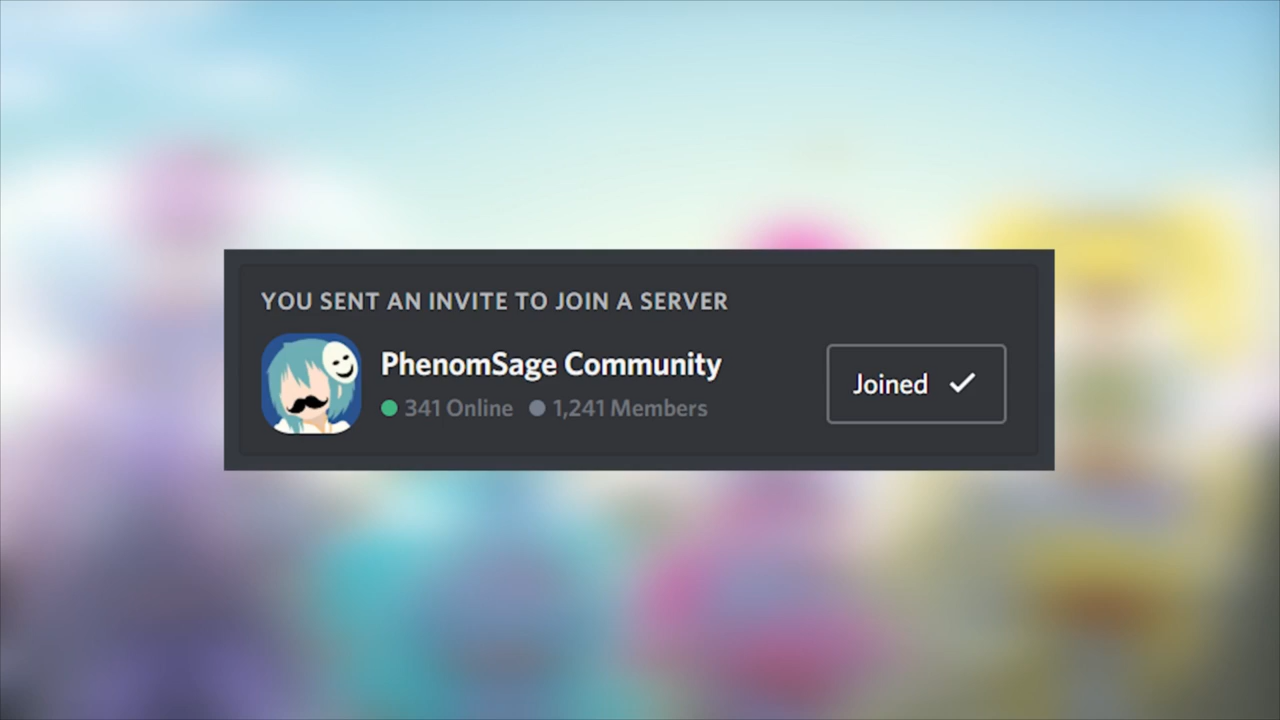 YOU SENT AN INVITE TO JOIN A SERVER
PhenomSage Community
341 Online 1,241 Members
Joined